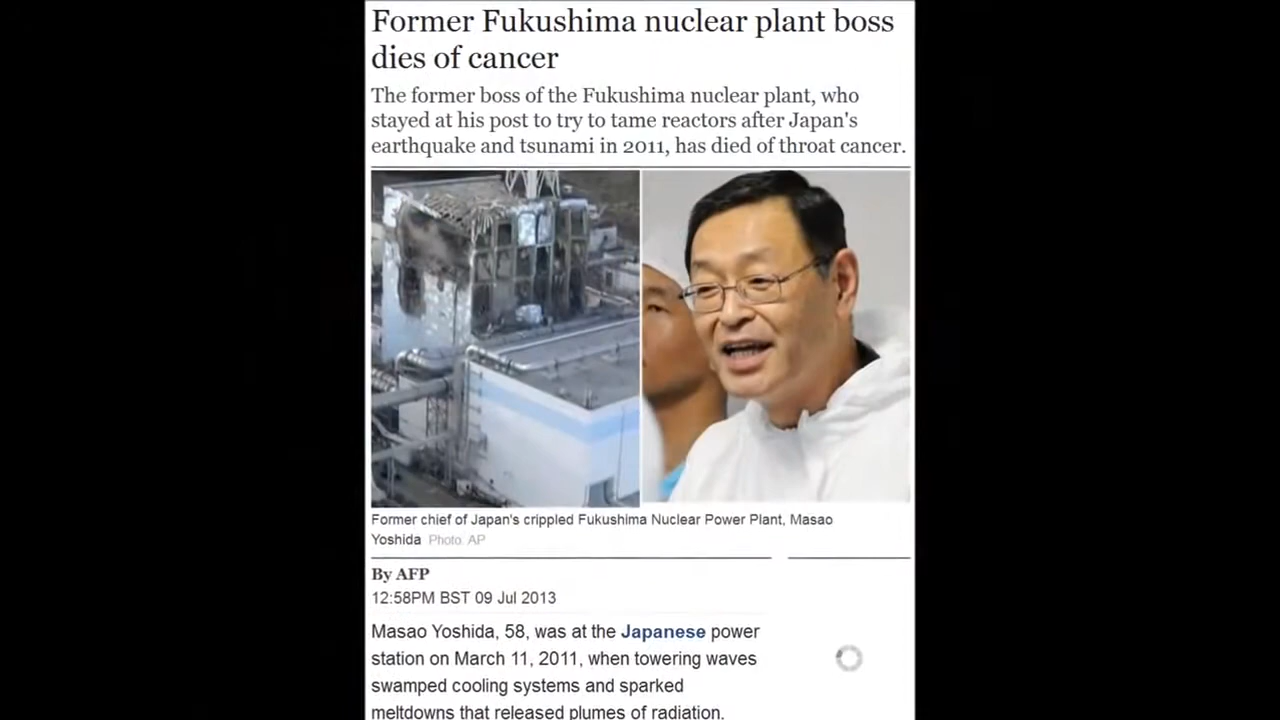 Former Fukushima nuclear plant boss
dies of cancer
The former boss of the Fukushima nuclear plant, who
stayed at his post to try to tame reactors after Japan's
earthquake and tsunami in 2011, has died of throat cancer.
Former chief of Japan's crippled Fukushima Nuclear Power Plant, Masao
Yoshida Photo: AP
By AFP
12:58PM BST 09 Jul 2013
Masao Yoshida, 58, was at the Japanese power
station on March 11, 2011, when towering waves
swamped cooling systems and sparked
meltdowns that released plumes of radiation.